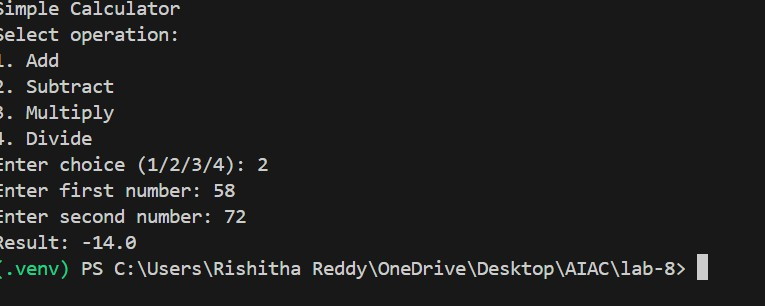 Simple Calculator
Select operation:
1. Add
2. Subtract
3. Multiply
4. Divide
Enter choice (1/2/3/4): 2
Enter first number: 58
Enter second number: 72
Result: -14.0
(.venv) PS C:\Users\Rishitha Reddy\OneDrive\Desktop\AIAC\lab-8>